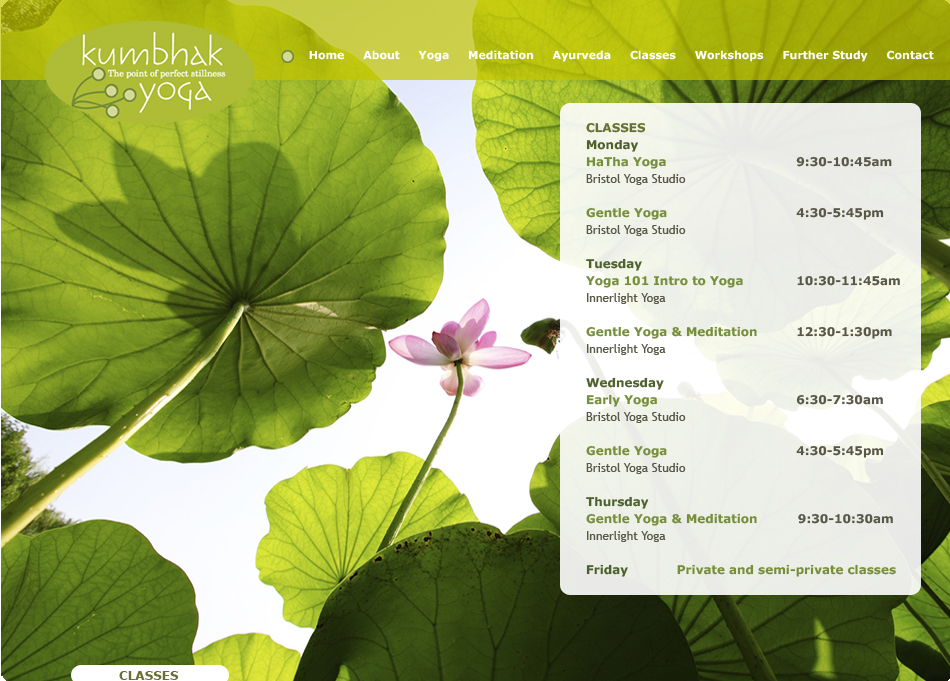 kumbhak
The point of perfect stillness
yoga
Home About Yoga Meditation Ayurveda Classes Workshops Further Study Contact
CLASSES
Monday
HaTha Yoga 9:30-10:45am
Bristol Yoga Studio
Gentle Yoga 4:30-5:45pm
Bristol Yoga Studio
Tuesday
Yoga 101 Intro to Yoga 10:30-11:45am
Innerlight Yoga
Gentle Yoga & Meditation 12:30-1:30pm
Innerlight Yoga
Wednesday
Early Yoga 6:30-7:30am
Bristol Yoga Studio
Gentle Yoga 4:30-5:45pm
Bristol Yoga Studio
Thursday
Gentle Yoga & Meditation 9:30-10:30am
Innerlight Yoga
Friday Private and semi-private classes
CLASSES